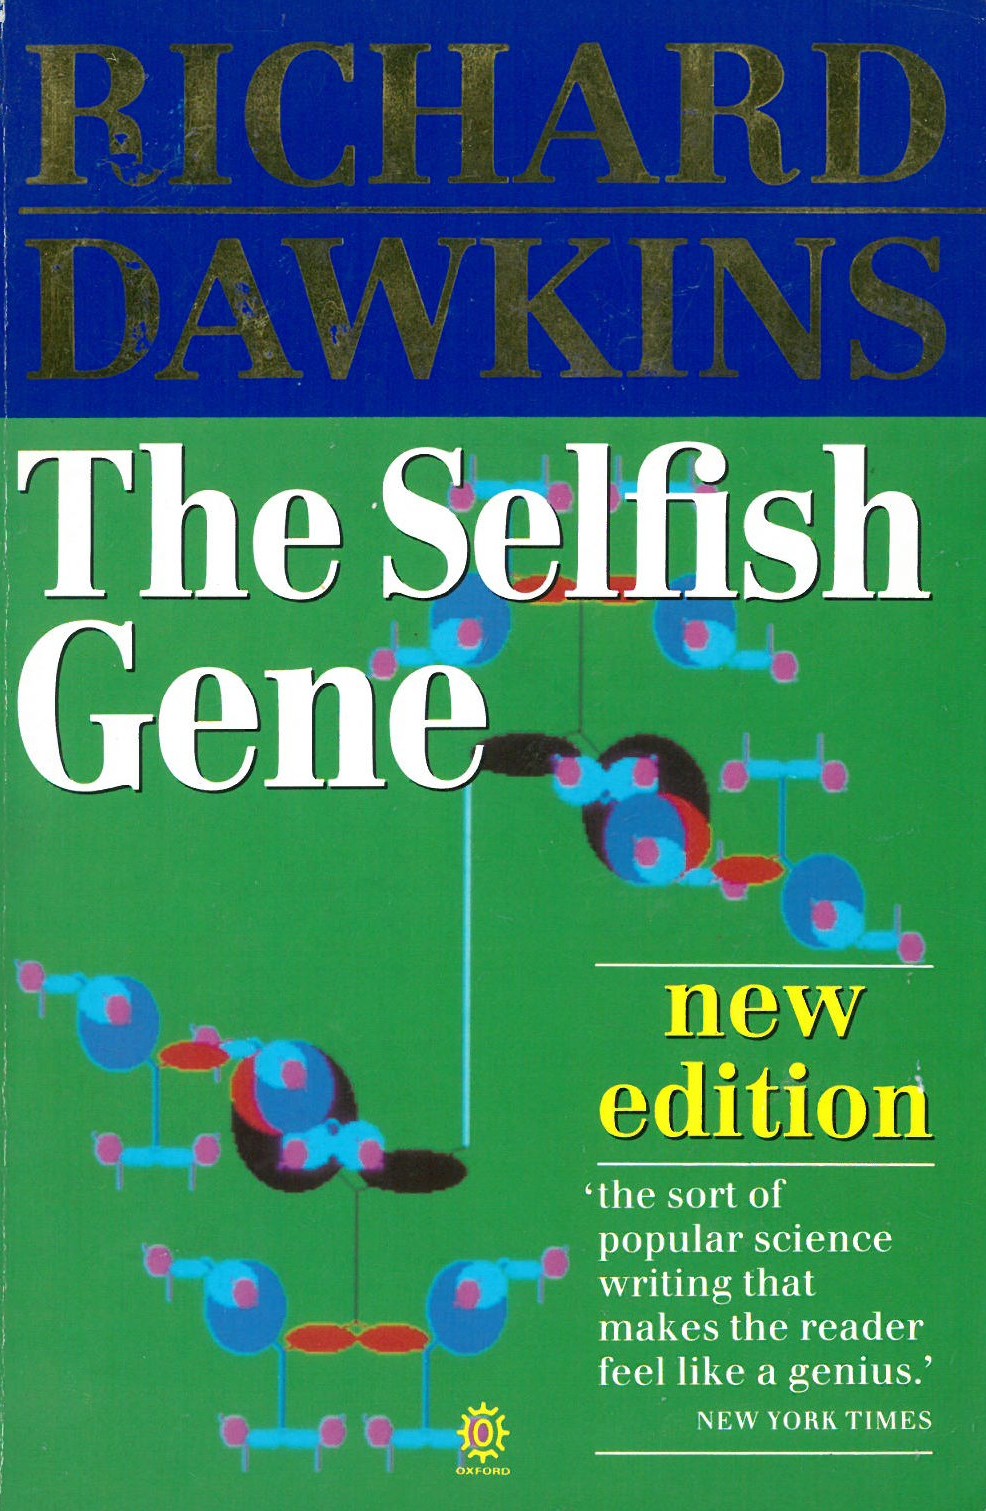 RICHARD
DAWKINS
The Selfish
Gene
new
edition
‘the sort of
popular science
writing that
makes the reader
feel like a genius.’
NEW YORK TIMES
OXFORD